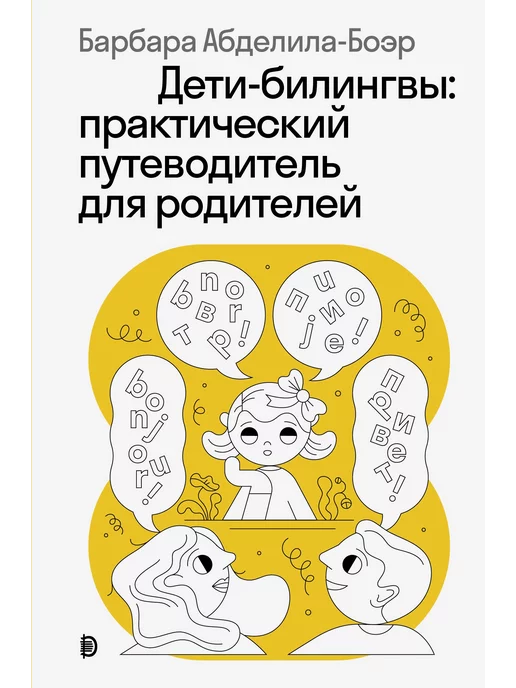 Барбара Абделила-Боэр
Дети-билингвы:
практический
путеводитель
для родителей
bonjour!
привет!